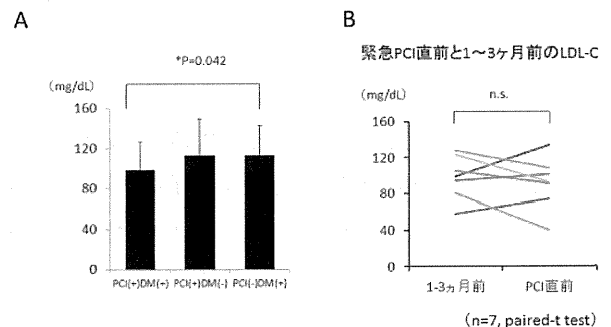 A
*P=0.042
(mg/dL)
160
120
80
40
0
PCI(+)DM(+) PCI(+)DM(-) PCI(-)DM(+)
B
緊急PCI直前と1～3ヶ月前のLDL-C
n.s.
(mg/dL)
160
120
80
40
0
1-3ヵ月前 PCI直前
(n=7, paired-t test)